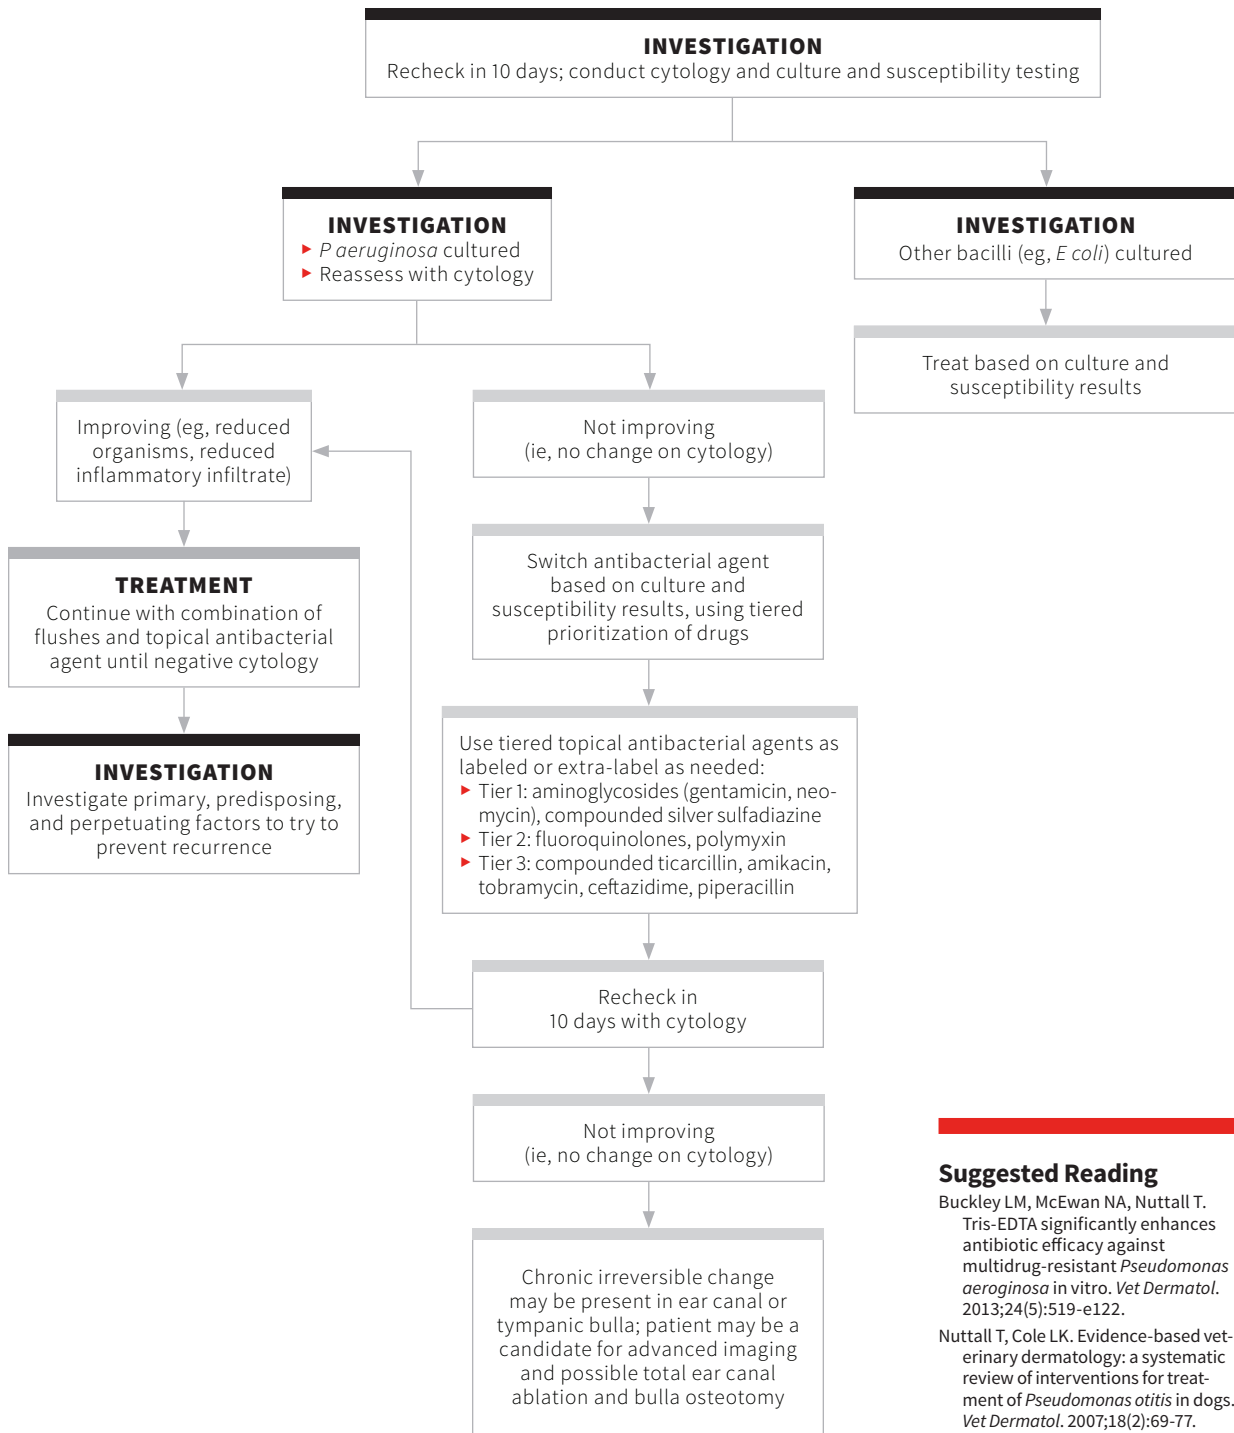 INVESTIGATION
Recheck in 10 days; conduct cytology and culture and susceptibility testing
INVESTIGATION
▸ P aeruginosa cultured
▸ Reassess with cytology
INVESTIGATION
Other bacilli (eg, E coli) cultured
Treat based on culture and
susceptibility results
Improving (eg, reduced
organisms, reduced
inflammatory infiltrate)
Not improving
(ie, no change on cytology)
TREATMENT
Continue with combination of
flushes and topical antibacterial
agent until negative cytology
Switch antibacterial agent
based on culture and
susceptibility results, using tiered
prioritization of drugs
INVESTIGATION
Investigate primary, predisposing,
and perpetuating factors to try to
prevent recurrence
Use tiered topical antibacterial agents as
labeled or extra-label as needed:
▸ Tier 1: aminoglycosides (gentamicin, neo-
mycin), compounded silver sulfadiazine
▸ Tier 2: fluoroquinolones, polymyxin
▸ Tier 3: compounded ticarcillin, amikacin,
tobramycin, ceftazidime, piperacillin
Recheck in
10 days with cytology
Not improving
(ie, no change on cytology)
Chronic irreversible change
may be present in ear canal or
tympanic bulla; patient may be a
candidate for advanced imaging
and possible total ear canal
ablation and bulla osteotomy
Suggested Reading
Buckley LM, McEwan NA, Nuttall T.
Tris-EDTA significantly enhances
antibiotic efficacy against
multidrug-resistant Pseudomonas
aeroginosa in vitro. Vet Dermatol.
2013;24(5):519-e122.
Nuttall T, Cole LK. Evidence-based vet-
erinary dermatology: a systematic
review of interventions for treat-
ment of Pseudomonas otitis in dogs.
Vet Dermatol. 2007;18(2):69-77.